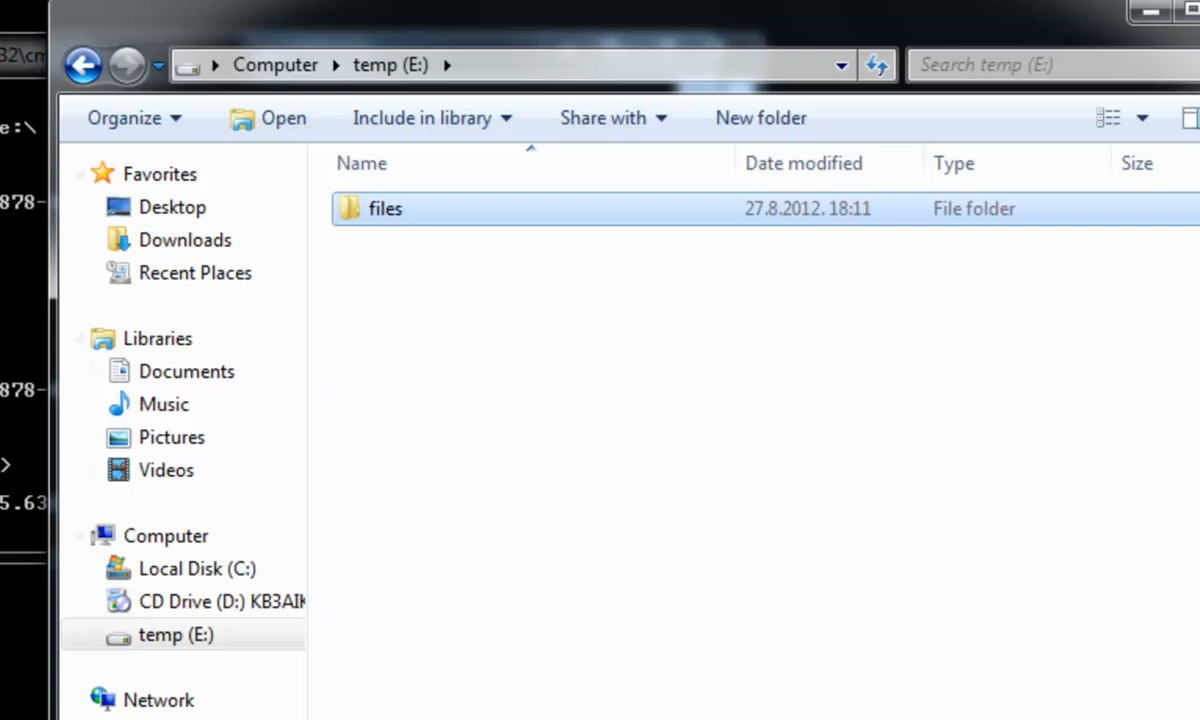 32\cm
e:\
878-
878-
>
5.63
Computer temp (E:)
Search temp (E:)
Organize Open Include in library Share with New folder
Name Date modified Type Size
files 27.8.2012. 18:11 File folder
Favorites
Desktop
Downloads
Recent Places
Libraries
Documents
Music
Pictures
Videos
Computer
Local Disk (C:)
CD Drive (D:) KB3AIK
temp (E:)
Network